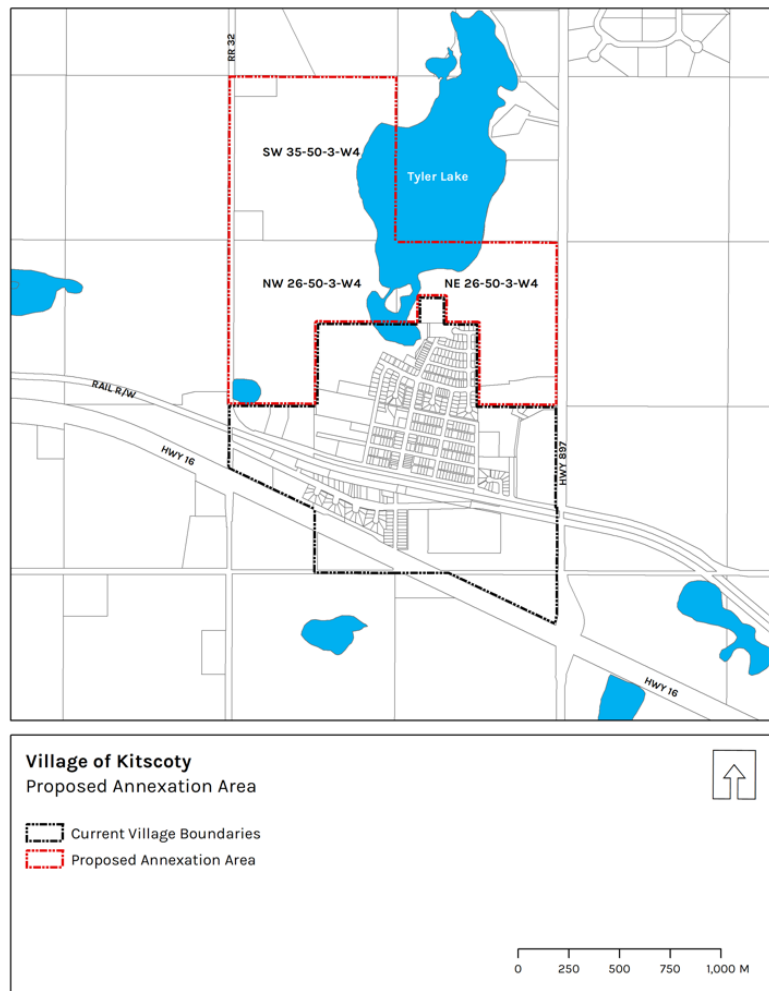 RR 32
SW 35-50-3-W4
Tyler Lake
NW 26-50-3-W4
NE 26-50-3-W4
RAIL R/W
HWY 16
HWY 897
HWY 16
Village of Kitscoty
Proposed Annexation Area
Current Village Boundaries
Proposed Annexation Area
0 250 500 750 1,000 M